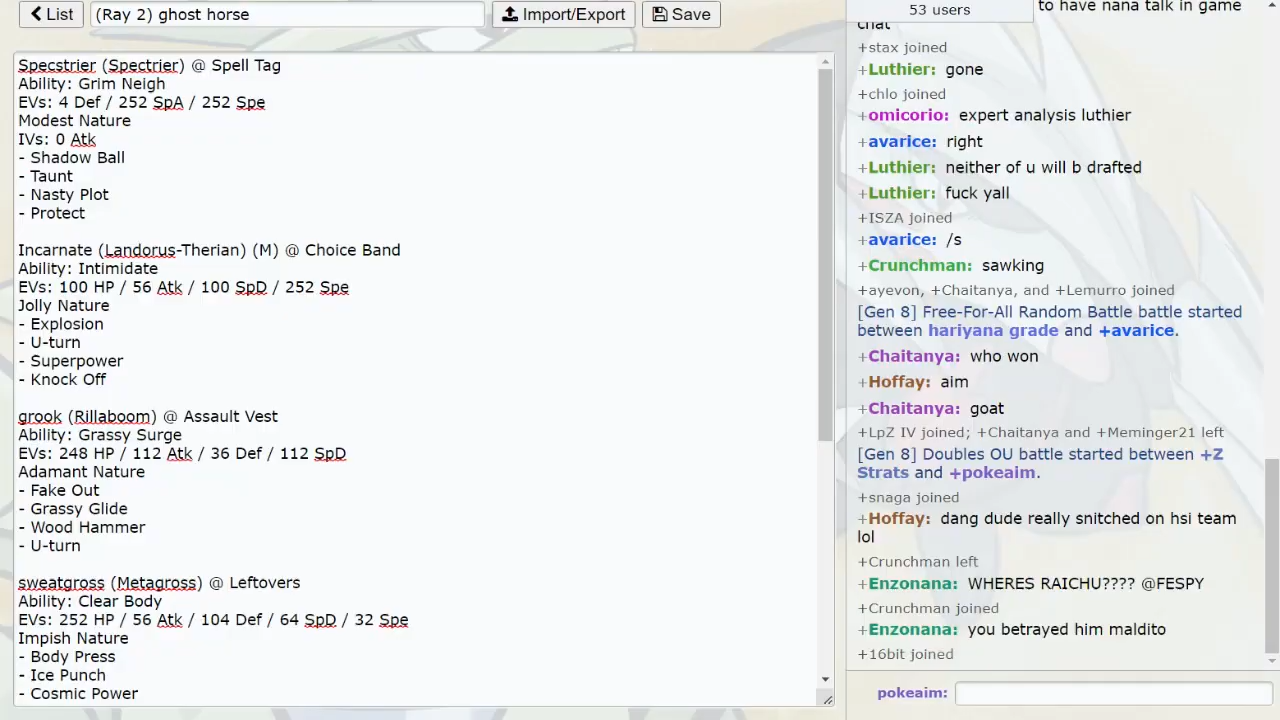 List
(Ray 2) ghost horse
Import/Export
Save
Specstrier (Spectrier) @ Spell Tag
Ability: Grim Neigh
EVs: 4 Def / 252 SpA / 252 Spe
Modest Nature
IVs: 0 Atk
- Shadow Ball
- Taunt
- Nasty Plot
- Protect
Incarnate (Landorus-Therian) (M) @ Choice Band
Ability: Intimidate
EVs: 100 HP / 56 Atk / 100 SpD / 252 Spe
Jolly Nature
- Explosion
- U-turn
- Superpower
- Knock Off
grook (Rillaboom) @ Assault Vest
Ability: Grassy Surge
EVs: 248 HP / 112 Atk / 36 Def / 112 SpD
Adamant Nature
- Fake Out
- Grassy Glide
- Wood Hammer
- U-turn
sweatgross (Metagross) @ Leftovers
Ability: Clear Body
EVs: 252 HP / 56 Atk / 104 Def / 64 SpD / 32 Spe
Impish Nature
- Body Press
- Ice Punch
- Cosmic Power
53 users
to have nana talk in game
chat
+stax joined
+Luthier: gone
+chlo joined
+omicorio: expert analysis luthier
+avarice: right
+Luthier: neither of u will b drafted
+Luthier: fuck yall
+ISZA joined
+avarice: /s
+Crunchman: sawking
+ayevon, +Chaitanya, and +Lemurro joined
[Gen 8] Free-For-All Random Battle battle started
between hariyana grade and +avarice.
+Chaitanya: who won
+Hoffay: aim
+Chaitanya: goat
+LpZ IV joined; +Chaitanya and +Meminger21 left
[Gen 8] Doubles OU battle started between +Z
Strats and +pokeaim.
+snaga joined
+Hoffay: dang dude really snitched on hsi team
lol
+Crunchman left
+Enzonana: WHERES RAICHU???? @FESPY
+Crunchman joined
+Enzonana: you betrayed him maldito
+16bit joined
pokeaim: